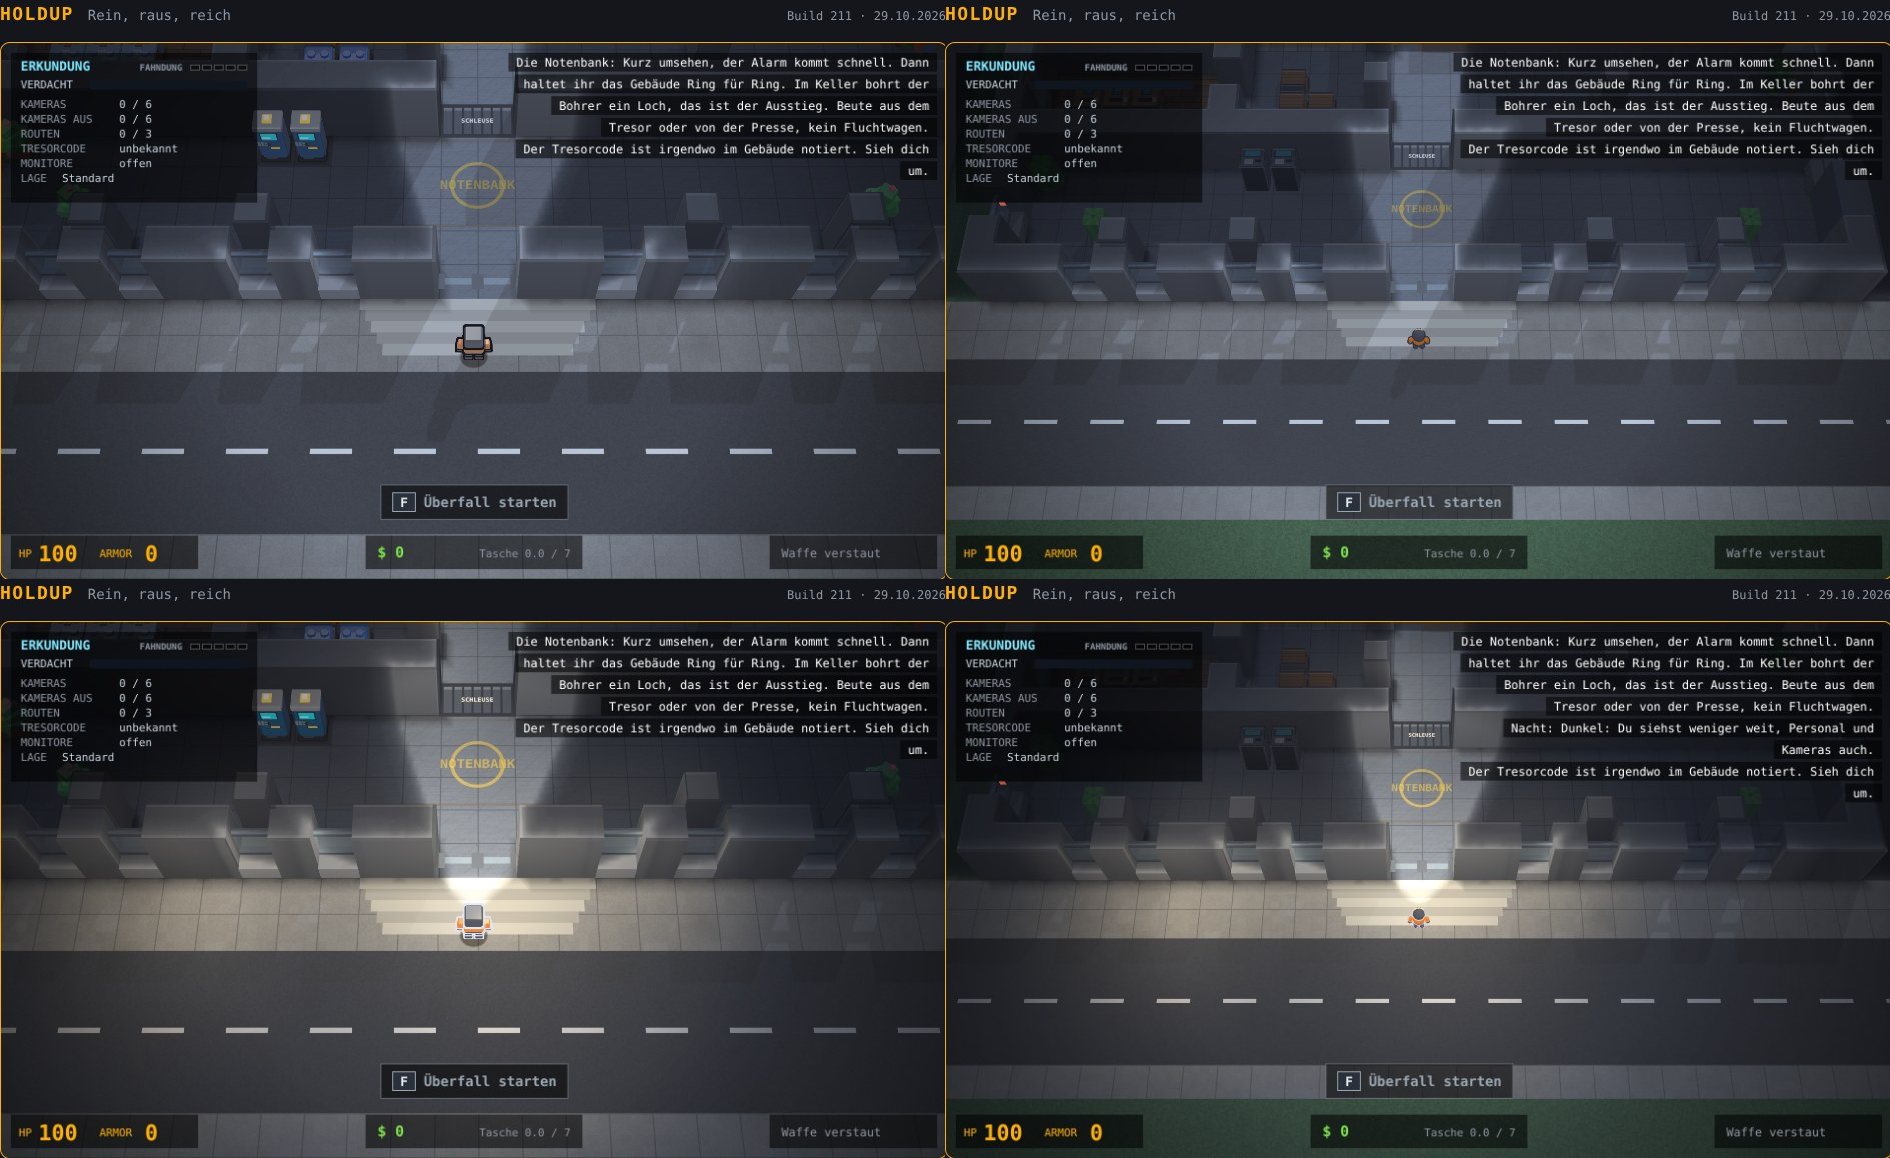 HOLDUP Rein, raus, reich
Build 211 · 29.10.2026
ERKUNDUNG
FAHNDUNG
VERDACHT
KAMERAS 0 / 6
KAMERAS AUS 0 / 6
ROUTEN 0 / 3
TRESORCODE unbekannt
MONITORE offen
LAGE Standard
Die Notenbank: Kurz umsehen, der Alarm kommt schnell. Dann
haltet ihr das Gebäude Ring für Ring. Im Keller bohrt der
Bohrer ein Loch, das ist der Ausstieg. Beute aus dem
Tresor oder von der Presse, kein Fluchtwagen.
Der Tresorcode ist irgendwo im Gebäude notiert. Sieh dich
um.
SCHLEUSE
NOTENBANK
F Überfall starten
HP 100 ARMOR 0
$ 0 Tasche 0.0 / 7
Waffe verstaut
HOLDUP Rein, raus, reich
Build 211 · 29.10.2026
ERKUNDUNG
FAHNDUNG
VERDACHT
KAMERAS 0 / 6
KAMERAS AUS 0 / 6
ROUTEN 0 / 3
TRESORCODE unbekannt
MONITORE offen
LAGE Standard
Die Notenbank: Kurz umsehen, der Alarm kommt schnell. Dann
haltet ihr das Gebäude Ring für Ring. Im Keller bohrt der
Bohrer ein Loch, das ist der Ausstieg. Beute aus dem
Tresor oder von der Presse, kein Fluchtwagen.
Der Tresorcode ist irgendwo im Gebäude notiert. Sieh dich
um.
SCHLEUSE
NOTENBANK
F Überfall starten
HP 100 ARMOR 0
$ 0 Tasche 0.0 / 7
Waffe verstaut
HOLDUP Rein, raus, reich
Build 211 · 29.10.2026
ERKUNDUNG
FAHNDUNG
VERDACHT
KAMERAS 0 / 6
KAMERAS AUS 0 / 6
ROUTEN 0 / 3
TRESORCODE unbekannt
MONITORE offen
LAGE Standard
Die Notenbank: Kurz umsehen, der Alarm kommt schnell. Dann
haltet ihr das Gebäude Ring für Ring. Im Keller bohrt der
Bohrer ein Loch, das ist der Ausstieg. Beute aus dem
Tresor oder von der Presse, kein Fluchtwagen.
Der Tresorcode ist irgendwo im Gebäude notiert. Sieh dich
um.
SCHLEUSE
NOTENBANK
F Überfall starten
HP 100 ARMOR 0
$ 0 Tasche 0.0 / 7
Waffe verstaut
HOLDUP Rein, raus, reich
Build 211 · 29.10.2026
ERKUNDUNG
FAHNDUNG
VERDACHT
KAMERAS 0 / 6
KAMERAS AUS 0 / 6
ROUTEN 0 / 3
TRESORCODE unbekannt
MONITORE offen
LAGE Standard
Die Notenbank: Kurz umsehen, der Alarm kommt schnell. Dann
haltet ihr das Gebäude Ring für Ring. Im Keller bohrt der
Bohrer ein Loch, das ist der Ausstieg. Beute aus dem
Tresor oder von der Presse, kein Fluchtwagen.
Nacht: Dunkel: Du siehst weniger weit, Personal und
Kameras auch.
Der Tresorcode ist irgendwo im Gebäude notiert. Sieh dich
um.
SCHLEUSE
NOTENBANK
F Überfall starten
HP 100 ARMOR 0
$ 0 Tasche 0.0 / 7
Waffe verstaut